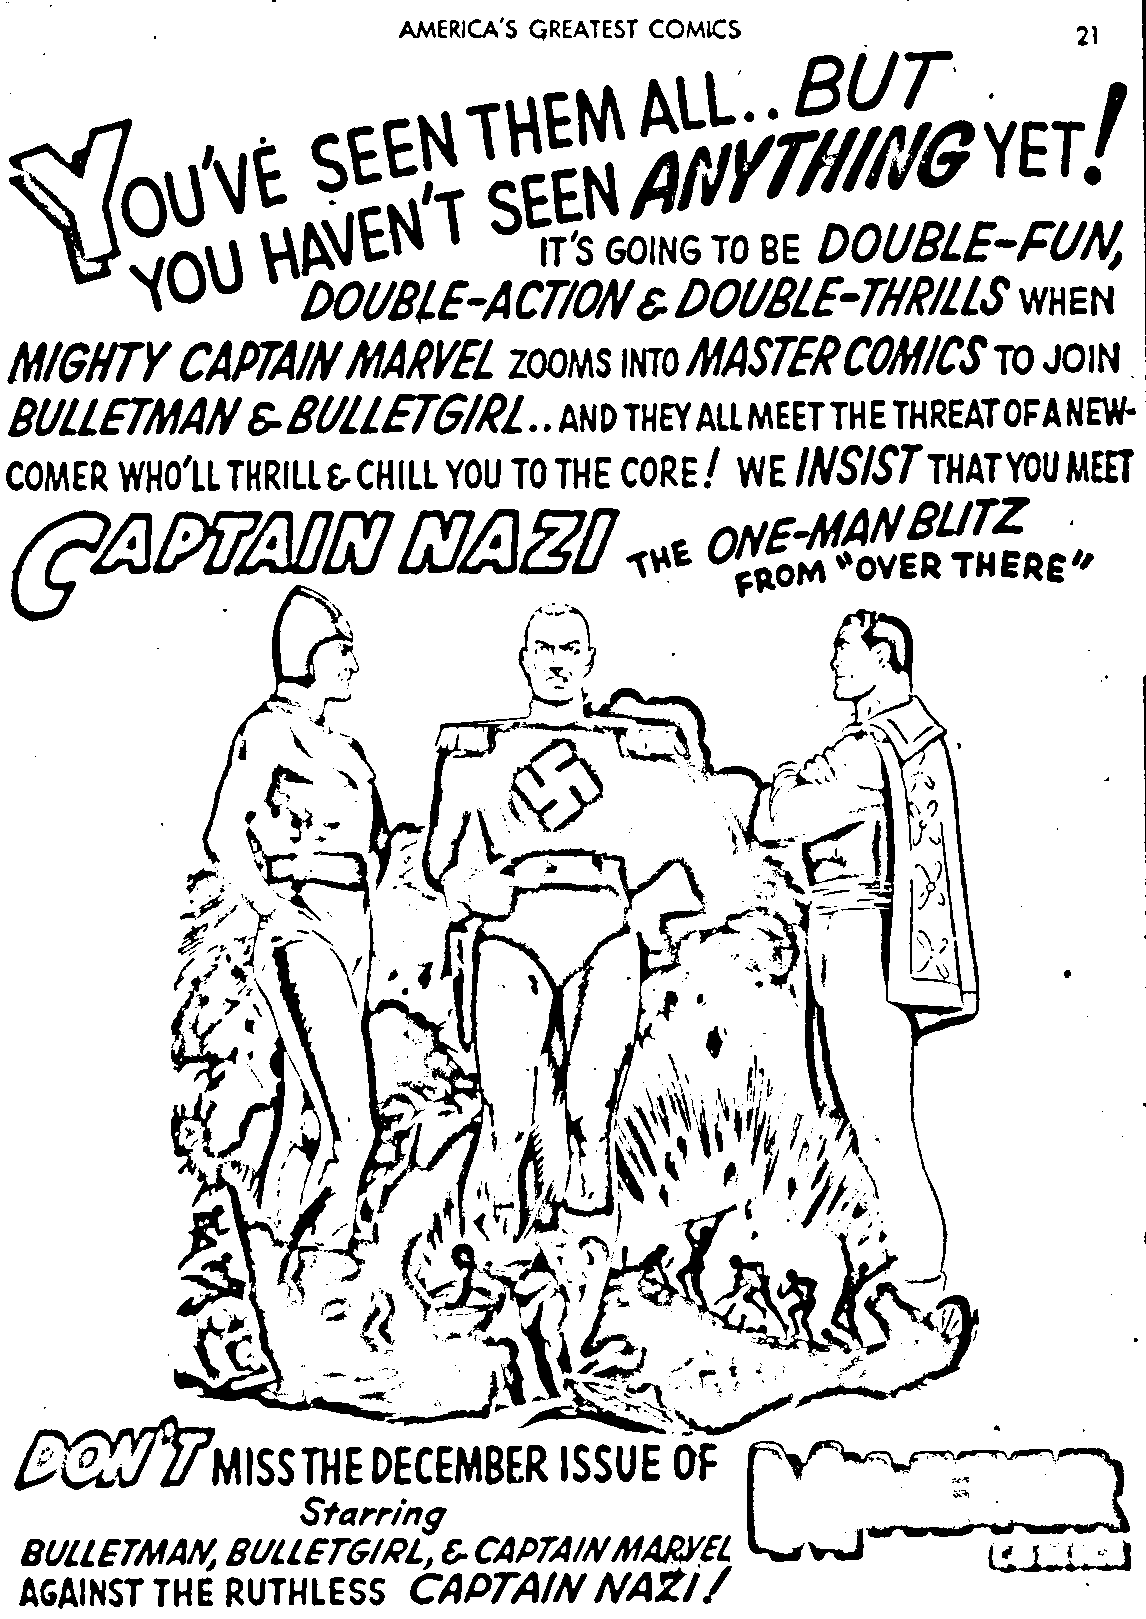 AMERICA'S GREATEST COMICS
21
YOU'VE SEEN THEM ALL.. BUT
YOU HAVEN'T SEEN ANYTHING YET!
IT'S GOING TO BE DOUBLE-FUN,
DOUBLE-ACTION & DOUBLE-THRILLS WHEN
MIGHTY CAPTAIN MARVEL ZOOMS INTO MASTER COMICS TO JOIN
BULLETMAN & BULLETGIRL.. AND THEY ALL MEET THE THREAT OF A NEW-
COMER WHO'LL THRILL & CHILL YOU TO THE CORE! WE INSIST THAT YOU MEET
CAPTAIN NAZI THE ONE-MAN BLITZ
FROM "OVER THERE"
DON'T MISS THE DECEMBER ISSUE OF
Starring
BULLETMAN, BULLETGIRL, & CAPTAIN MARVEL
AGAINST THE RUTHLESS CAPTAIN NAZI!